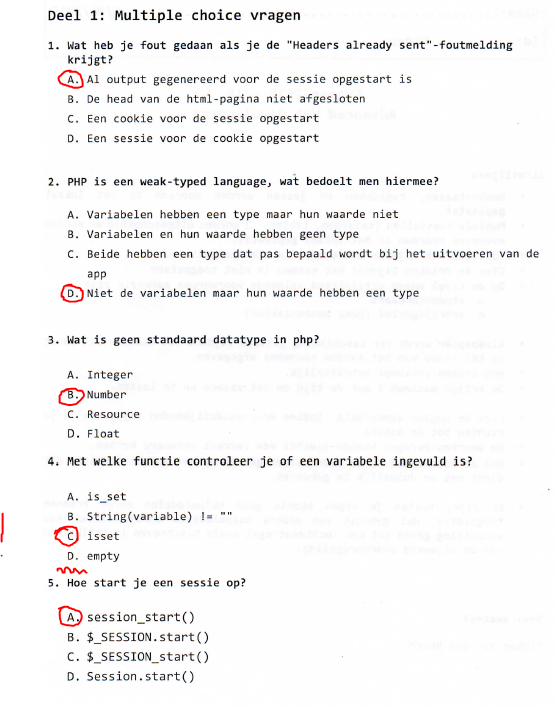 Deel 1: Multiple choice vragen
1. Wat heb je fout gedaan als je de "Headers already sent"-foutmelding
krijgt?
A. Al output gegenereerd voor de sessie opgestart is
B. De head van de html-pagina niet afgesloten
C. Een cookie voor de sessie opgestart
D. Een sessie voor de cookie opgestart
2. PHP is een weak-typed language, wat bedoelt men hiermee?
A. Variabelen hebben een type maar hun waarde niet
B. Variabelen en hun waarde hebben geen type
C. Beide hebben een type dat pas bepaald wordt bij het uitvoeren van de
app
D. Niet de variabelen maar hun waarde hebben een type
3. Wat is geen standaard datatype in php?
A. Integer
B. Number
C. Resource
D. Float
4. Met welke functie controleer je of een variabele ingevuld is?
A. is_set
B. String(variable) != ""
C isset
D. empty
5. Hoe start je een sessie op?
A. session_start()
B. $_SESSION.start()
C. $_SESSION_start()
D. Session.start()